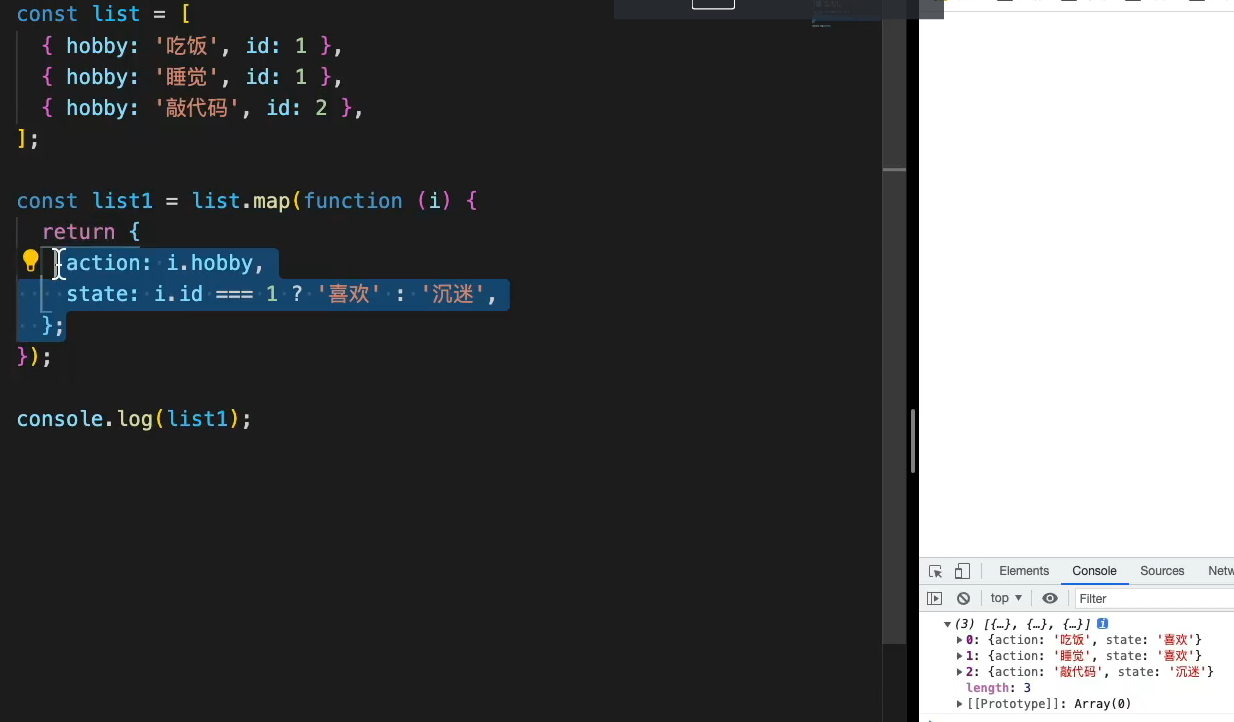 const list = [
{ hobby: '吃饭', id: 1 },
{ hobby: '睡觉', id: 1 },
{ hobby: '敲代码', id: 2 },
];
const list1 = list.map(function (i) {
return {
action: i.hobby,
state: i.id === 1 ? '喜欢' : '沉迷',
};
});
console.log(list1);
Elements Console Sources Netw
top ▼ Filter
▼ (3) [{…}, {…}, {…}] i
▶ 0: {action: '吃饭', state: '喜欢'}
▶ 1: {action: '睡觉', state: '喜欢'}
▶ 2: {action: '敲代码', state: '沉迷'}
length: 3
▶ [[Prototype]]: Array(0)